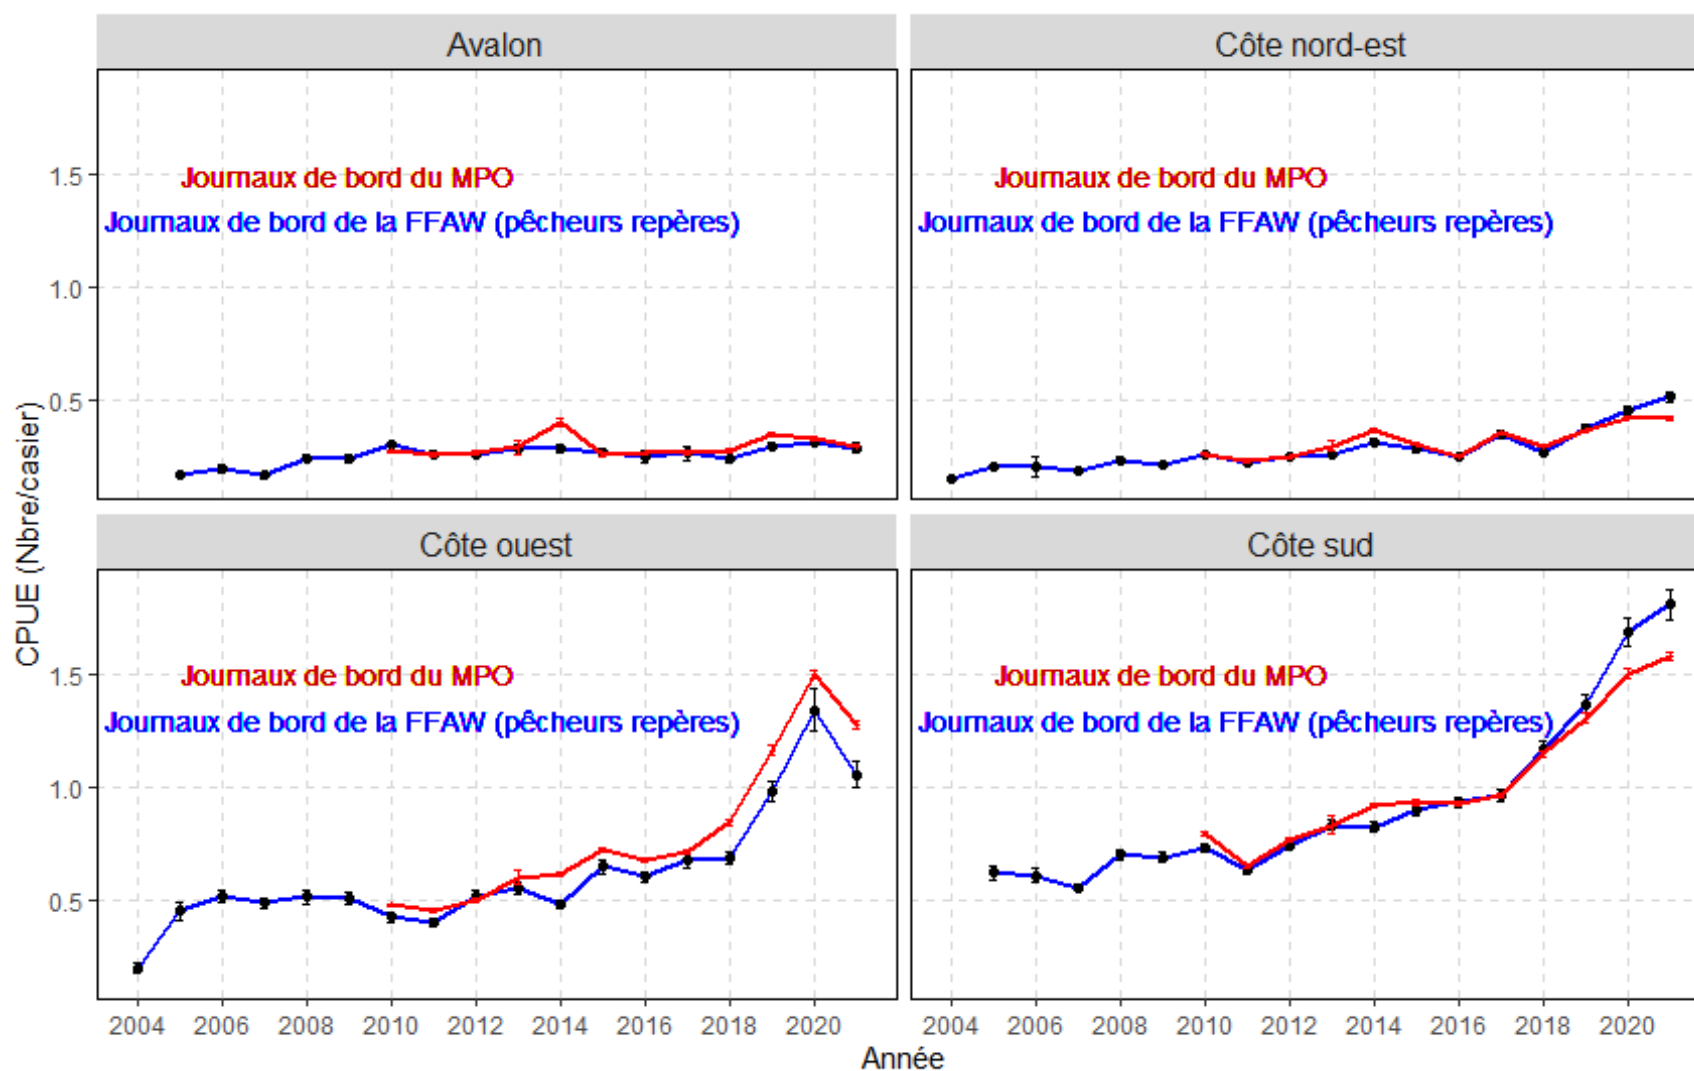 Avalon
Côte nord-est
1.5
1.0
0.5
Journaux de bord du MPO
Journaux de bord de la FFAW (pêcheurs repères)
Journaux de bord du MPO
Journaux de bord de la FFAW (pêcheurs repères)
CPUE (Nbre/casier)
Côte ouest
Côte sud
1.5
1.0
0.5
Journaux de bord du MPO
Journaux de bord de la FFAW (pêcheurs repères)
Journaux de bord du MPO
Journaux de bord de la FFAW (pêcheurs repères)
2004 2006 2008 2010 2012 2014 2016 2018 2020
2004 2006 2008 2010 2012 2014 2016 2018 2020
Année